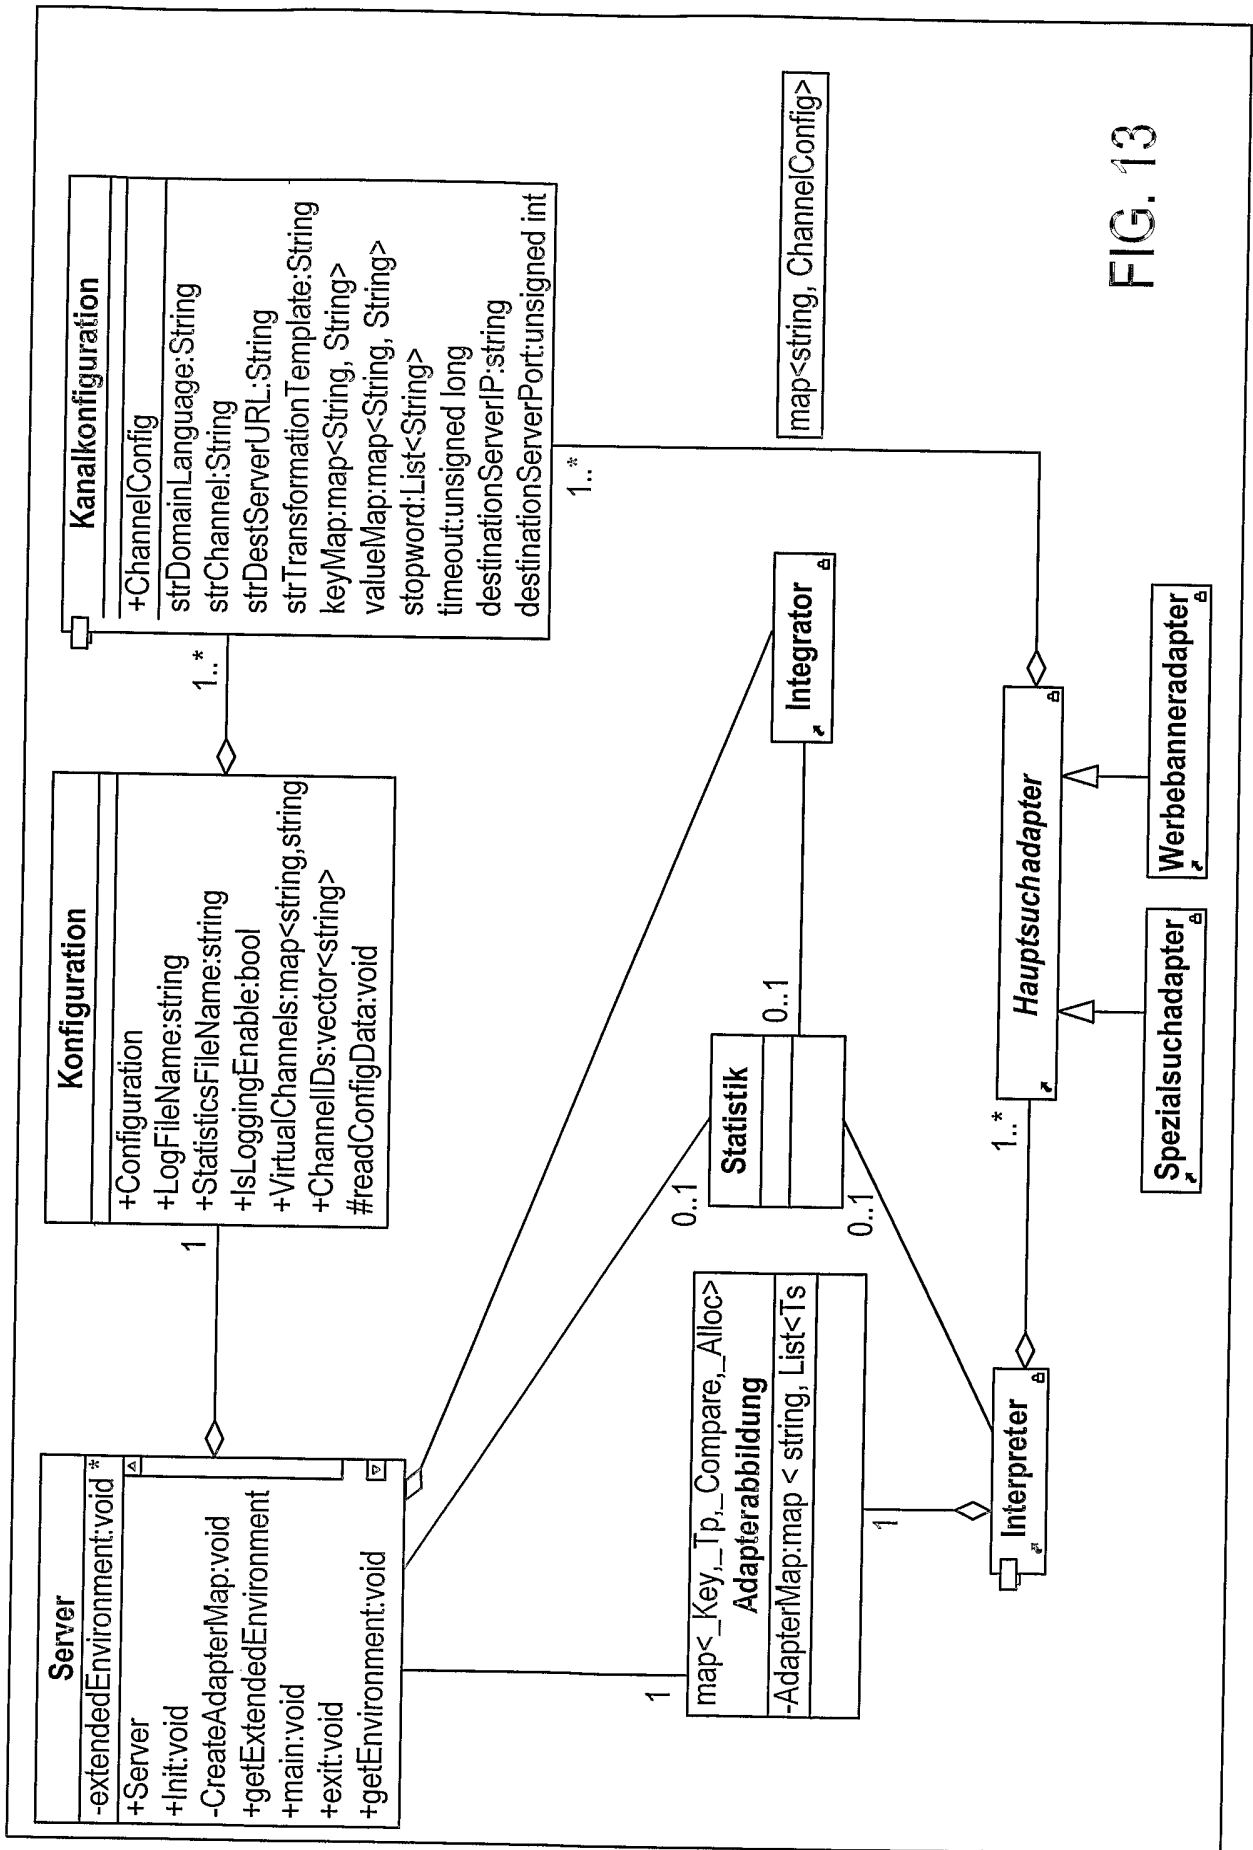 Server
-extendedEnvironment:void*
+Server
+Init:void
-CreateAdapterMap:void
+getExtendedEnvironment
+main:void
+exit:void
+getEnvironment:void
1
Konfiguration
+Configuration
+LogFileName:string
+StatisticsFileName:string
+IsLoggingEnable:bool
+VirtualChannels:map<string,string
+ChannelIDs:vector<string>
#readConfigData:void
1..*
Kanalkonfiguration
+ChannelConfig
strDomainLanguage:String
strChannel:String
strDestServerURL:String
strTransformationTemplate:String
keyMap:map<String, String>
valueMap:map<String, String>
stopword:List<String>
timeout:unsigned long
destinationServerIP:string
destinationServerPort:unsigned int
1..*
map<string, ChannelConfig>
1
map<_Key,_Tp,_Compare,_Alloc>
Adapterabbildung
-AdapterMap:map < string, List<Ts
1
0..1
Statistik
0..1
0..1
Integrator
Interpreter
1..*
Hauptsuchadapter
Spezialsuchadapter
Werbebanneradapter
FIG. 13